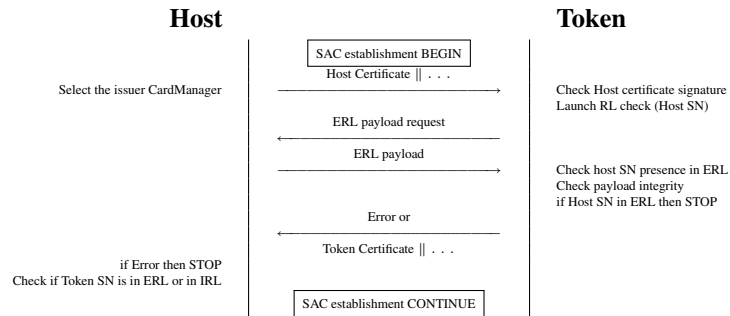 Host
Token
SAC establishment BEGIN
Host Certificate || . . .
Select the issuer CardManager
Check Host certificate signature
Launch RL check (Host SN)
ERL payload request
ERL payload
Check host SN presence in ERL
Check payload integrity
if Host SN in ERL then STOP
Error or
Token Certificate || . . .
if Error then STOP
Check if Token SN is in ERL or in IRL
SAC establishment CONTINUE